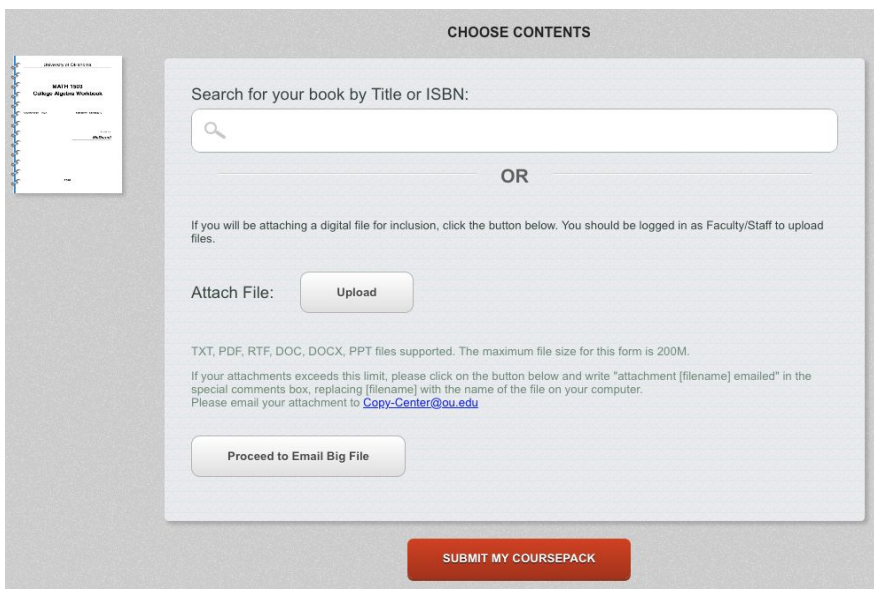 CHOOSE CONTENTS
University of Oklahoma
MATH 1503
College Algebra Workbook
Search for your book by Title or ISBN:
OR
If you will be attaching a digital file for inclusion, click the button below. You should be logged in as Faculty/Staff to upload
files.
Attach File:
Upload
TXT, PDF, RTF, DOC, DOCX, PPT files supported. The maximum file size for this form is 200M.
If your attachments exceeds this limit, please click on the button below and write "attachment [filename] emailed" in the
special comments box, replacing [filename] with the name of the file on your computer.
Please email your attachment to Copy-Center@ou.edu
Proceed to Email Big File
SUBMIT MY COURSEPACK